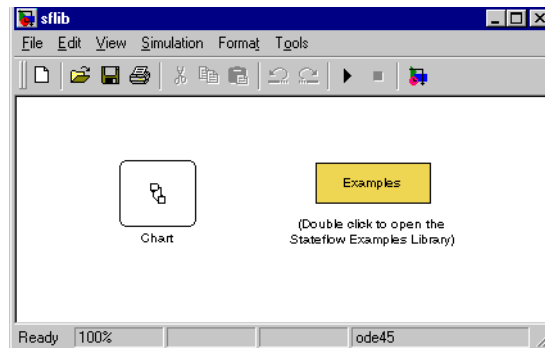 sflib
File Edit View Simulation Format Tools
Examples
Chart
(Double click to open the
Stateflow Examples Library)
Ready 100% ode45